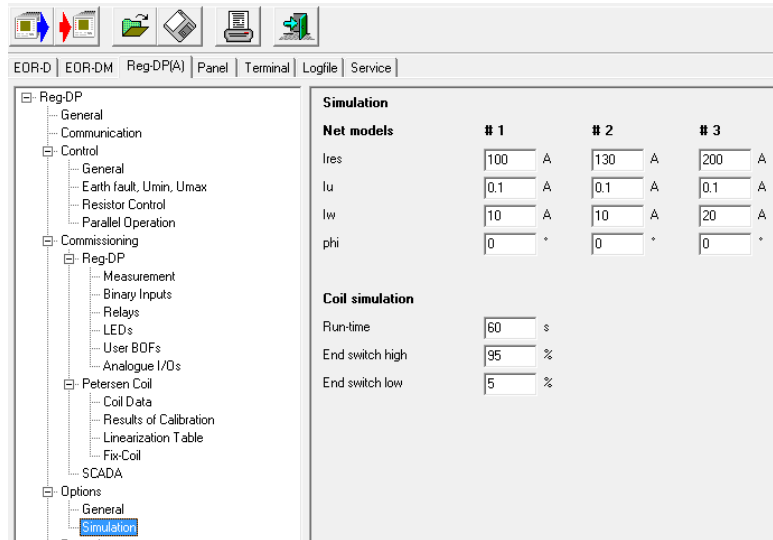 EOR-D EOR-DM Reg-DP(A) Panel Terminal Logfile Service
Reg-DP
General
Communication
Control
General
Earth fault, Umin, Umax
Resistor Control
Parallel Operation
Commissioning
Reg-DP
Measurement
Binary Inputs
Relays
LEDs
User BOFs
Analogue I/Os
Petersen Coil
Coil Data
Results of Calibration
Linearization Table
Fix-Coil
SCADA
Options
General
Simulation
Simulation
Net models # 1 # 2 # 3
Ires 100 A 130 A 200 A
Iu 0.1 A 0.1 A 0.1 A
Iw 10 A 10 A 20 A
phi 0 ° 0 ° 0 °
Coil simulation
Run-time 60 s
End switch high 95 %
End switch low 5 %